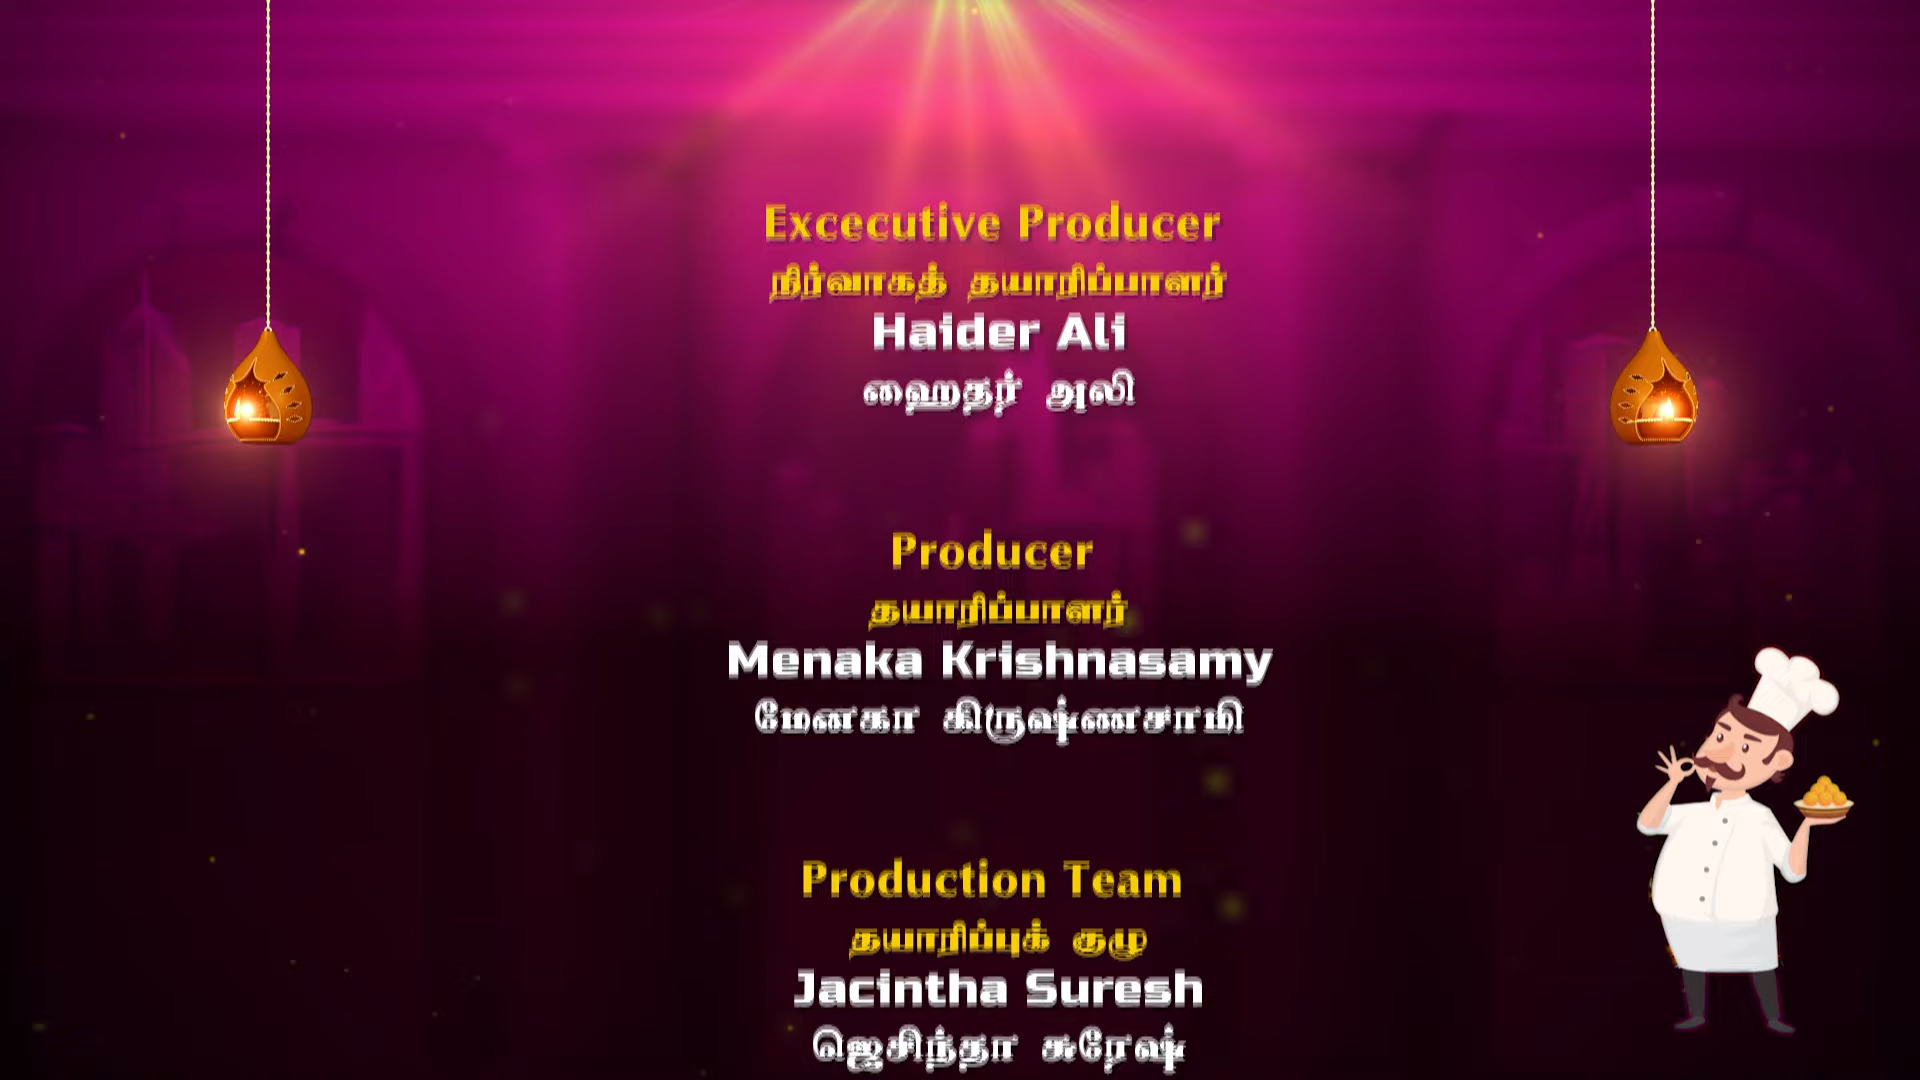 Excecutive Producer
நிர்வாகத் தயாரிப்பாளர்
Haider Ali
ஹைதர் அலி
Producer
தயாரிப்பாளர்
Menaka Krishnasamy
மேனகா கிருஷ்ணசாமி
Production Team
தயாரிப்புக் குழு
Jacintha Suresh
ஜெசிந்தா சுரேஷ்